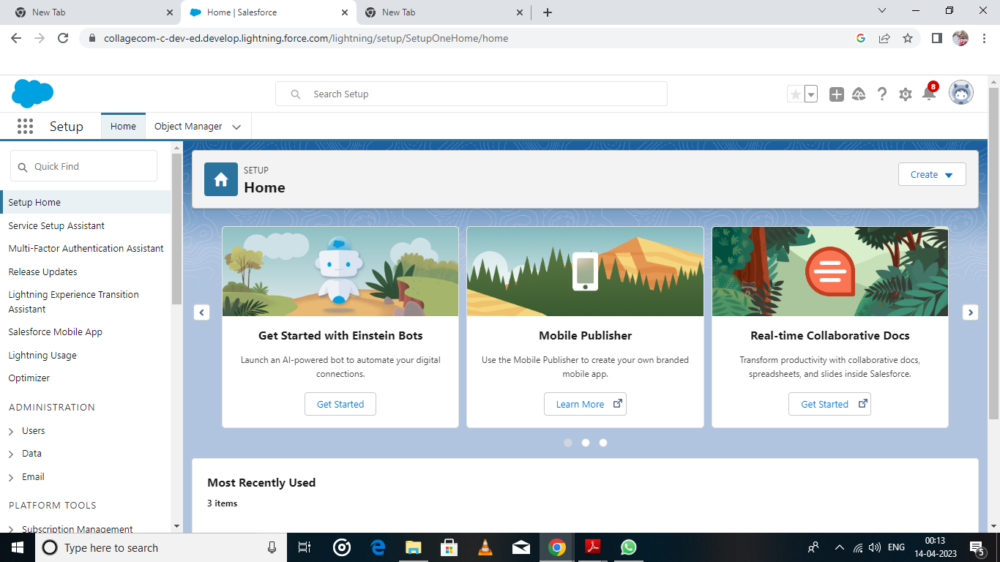 New Tab
Home | Salesforce
New Tab
collagecom-c-dev-ed.develop.lightning.force.com/lightning/setup/SetupOneHome/home
Search Setup
8
Setup
Home
Object Manager
Quick Find
Setup Home
Service Setup Assistant
Multi-Factor Authentication Assistant
Release Updates
Lightning Experience Transition
Assistant
Salesforce Mobile App
Lightning Usage
Optimizer
ADMINISTRATION
Users
Data
Email
PLATFORM TOOLS
Subscription Management
SETUP
Home
Create
Get Started with Einstein Bots
Launch an AI-powered bot to automate your digital
connections.
Get Started
Mobile Publisher
Use the Mobile Publisher to create your own branded
mobile app.
Learn More
Real-time Collaborative Docs
Transform productivity with collaborative docs,
spreadsheets, and slides inside Salesforce.
Get Started
Most Recently Used
3 items
Type here to search
ENG
00:13
14-04-2023
5